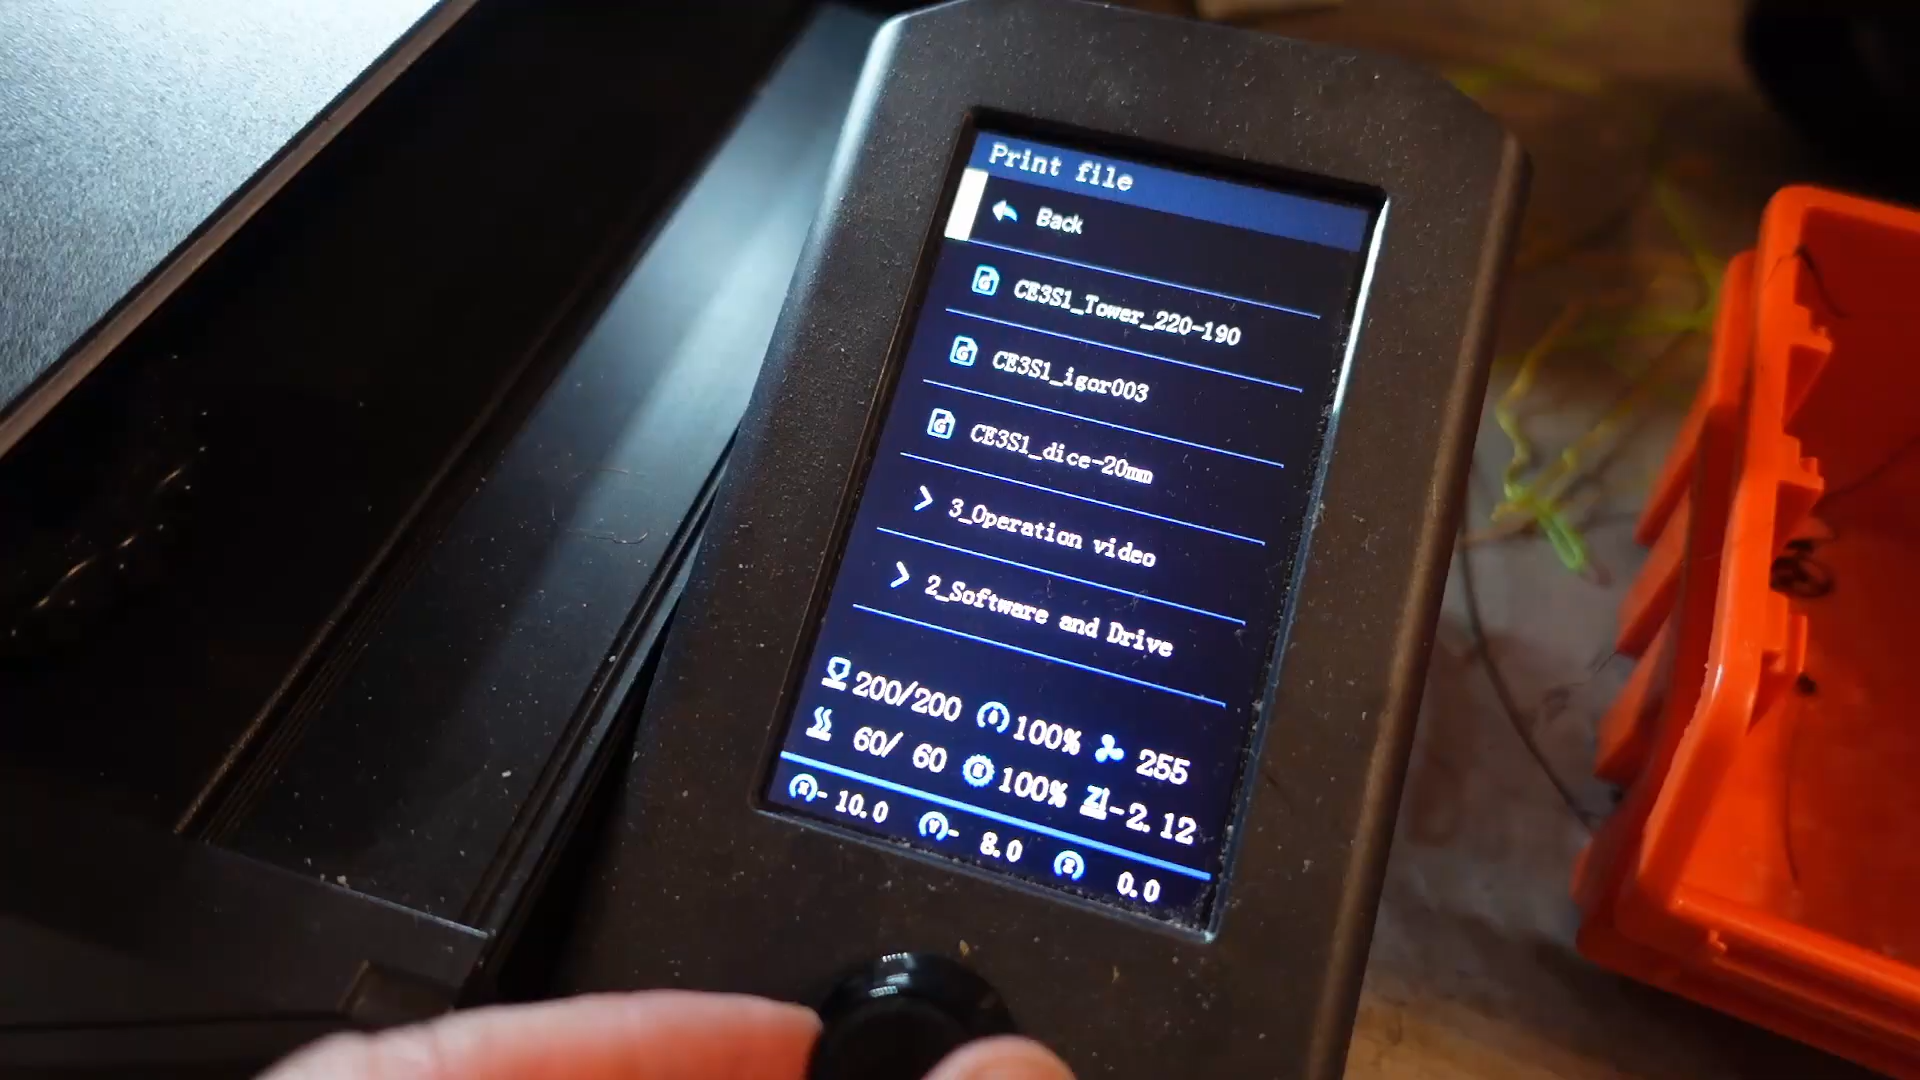 Print file
Back
CE3S1_Tower_220-190
CE3S1_igor003
CE3S1_dice-20mm
3_Operation video
2_Software and Drive
200/200 100% 255
60/ 60 100% -2.12
X - 10.0 Y - 8.0 Z 0.0